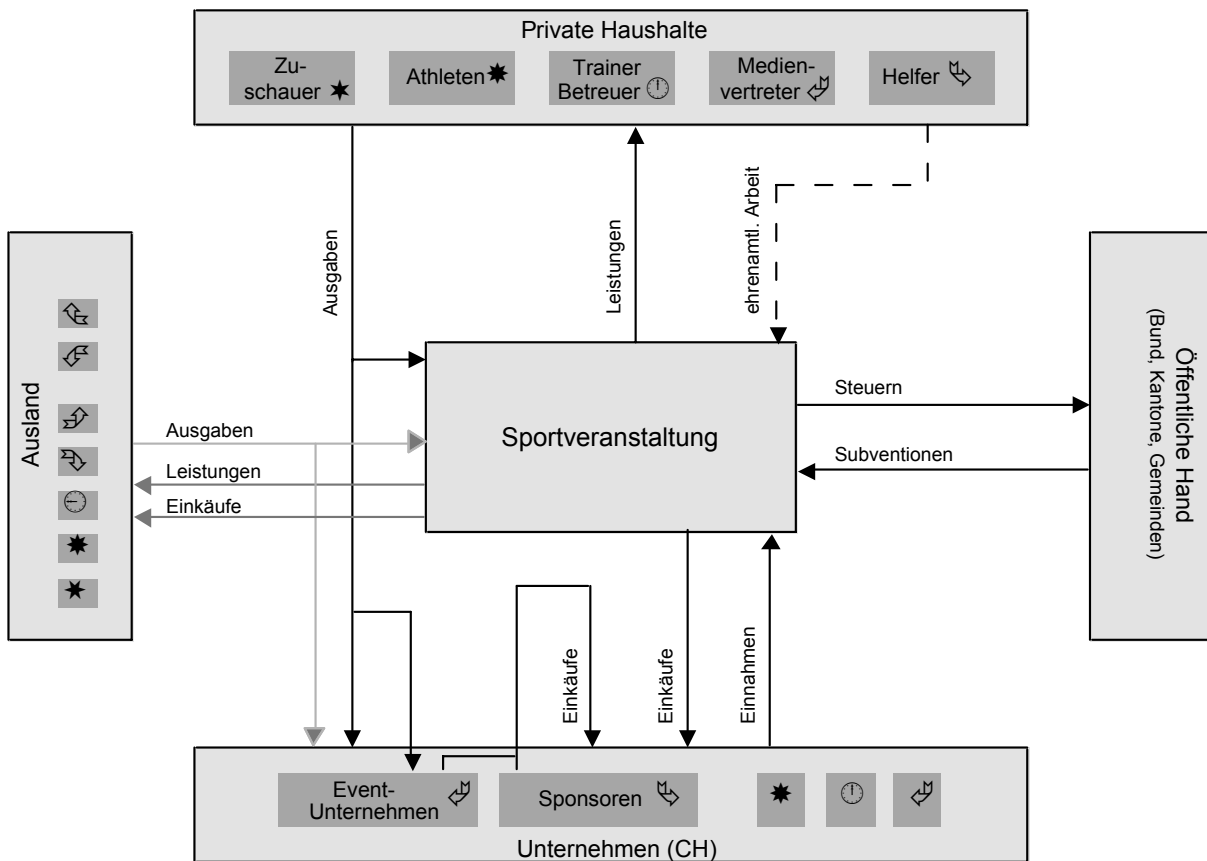 Private Haushalte
Zu-
schauer
Athleten
Trainer
Betreuer
Medien-
vertreter
Helfer
Ausgaben
Leistungen
ehrenamtl. Arbeit
Ausland
Ausgaben
Leistungen
Einkäufe
Sportveranstaltung
Steuern
Subventionen
Öffentliche Hand
(Bund, Kantone, Gemeinden)
Einkäufe
Einkäufe
Einnahmen
Event-
Unternehmen
Sponsoren
Unternehmen (CH)